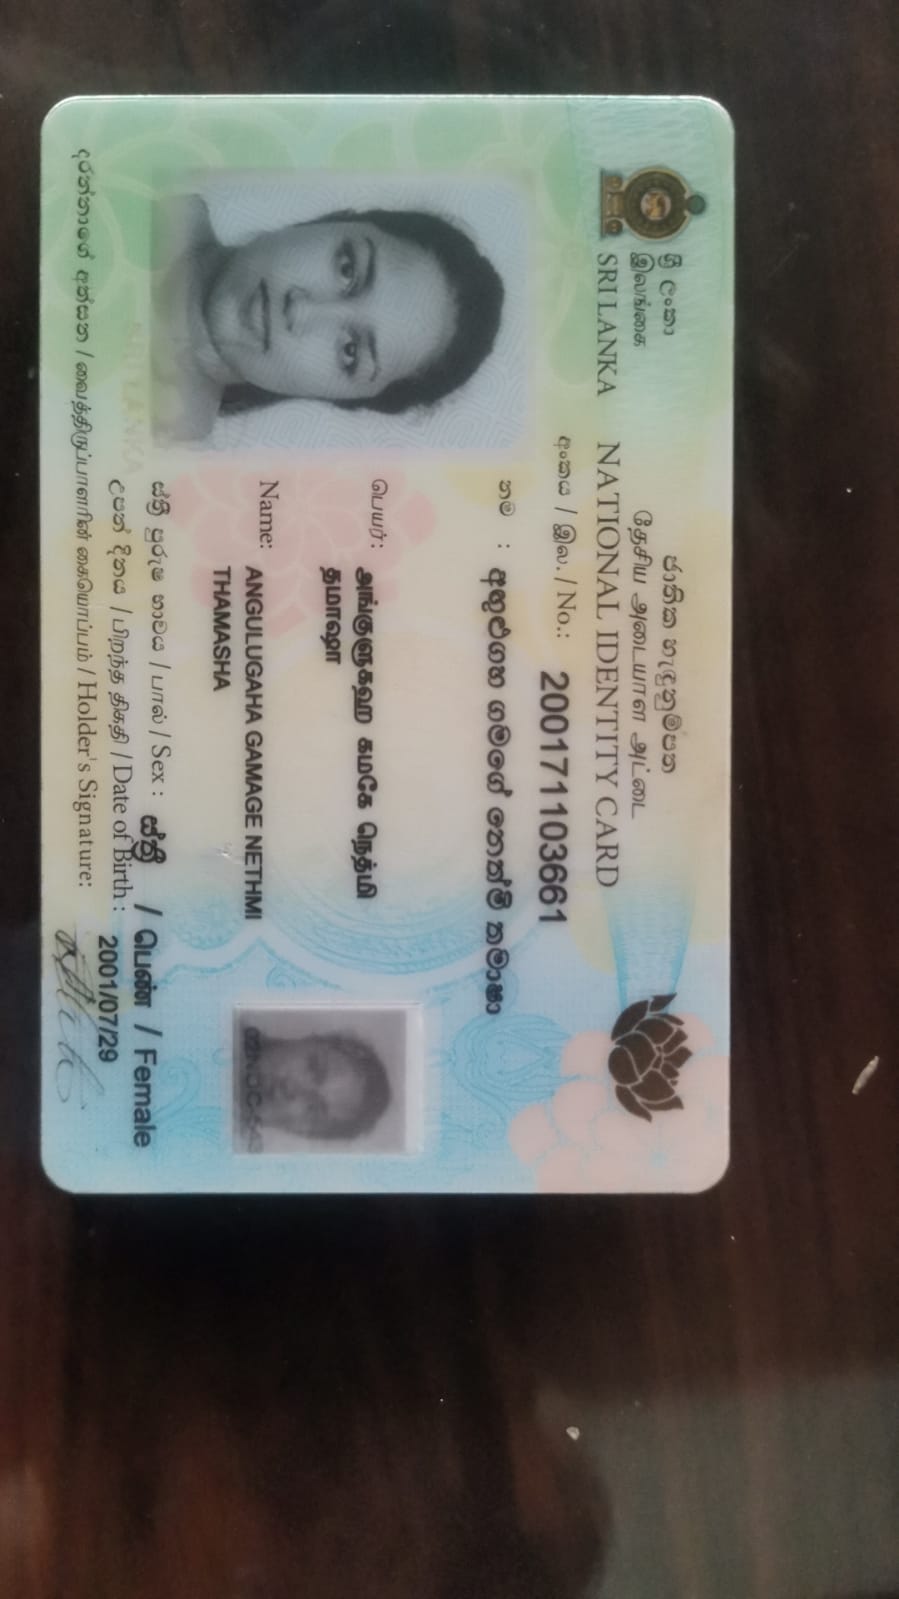 ශ්‍රී ලංකා
இலங்கை
SRI LANKA
ජාතික හැඳුනුම්පත
தேசிய அடையாள அட்டை
NATIONAL IDENTITY CARD
අංකය / இல. / No.: 200171103661
නම : අඟුළුගහ ගමගේ නෙත්මි තමාෂා
பெயர்: அங்குளுகஹ கமகே நெத்மி
தமாஷா
Name: ANGULUGAHA GAMAGE NETHMI
THAMASHA
ස්ත්‍රී පුරුෂ භාවය / பால் / Sex : ස්ත්‍රී / பெண் / Female
උපන් දිනය / பிறந்த திகதி / Date of Birth : 2001/07/29
දරන්නාගේ අත්සන / வைத்திருப்பாளரின் கையொப்பம் / Holder's Signature: